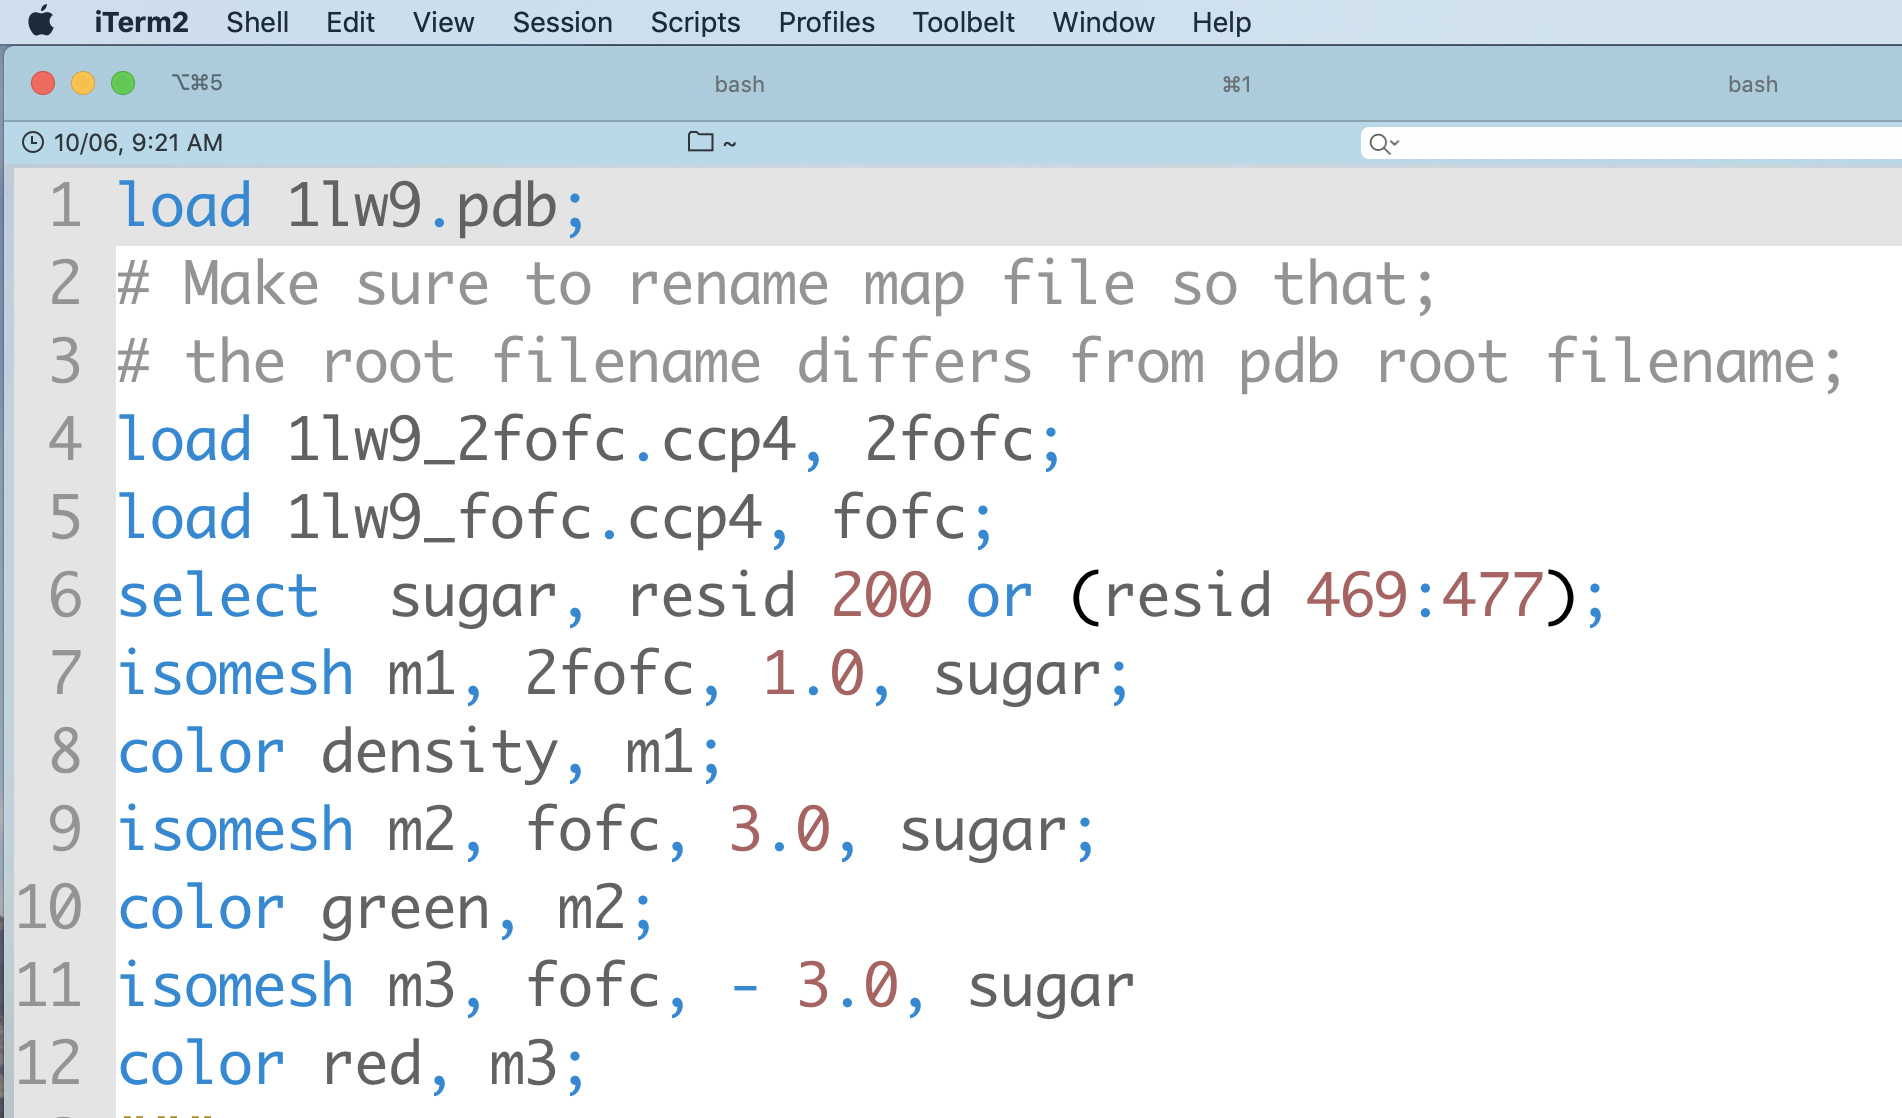 iTerm2 Shell Edit View Session Scripts Profiles Toolbelt Window Help
⌥⌘5 bash ⌘1 bash
10/06, 9:21 AM ~
1 load 1lw9.pdb;
2 # Make sure to rename map file so that;
3 # the root filename differs from pdb root filename;
4 load 1lw9_2fofc.ccp4, 2fofc;
5 load 1lw9_fofc.ccp4, fofc;
6 select  sugar, resid 200 or (resid 469:477);
7 isomesh m1, 2fofc, 1.0, sugar;
8 color density, m1;
9 isomesh m2, fofc, 3.0, sugar;
10 color green, m2;
11 isomesh m3, fofc, - 3.0, sugar
12 color red, m3;